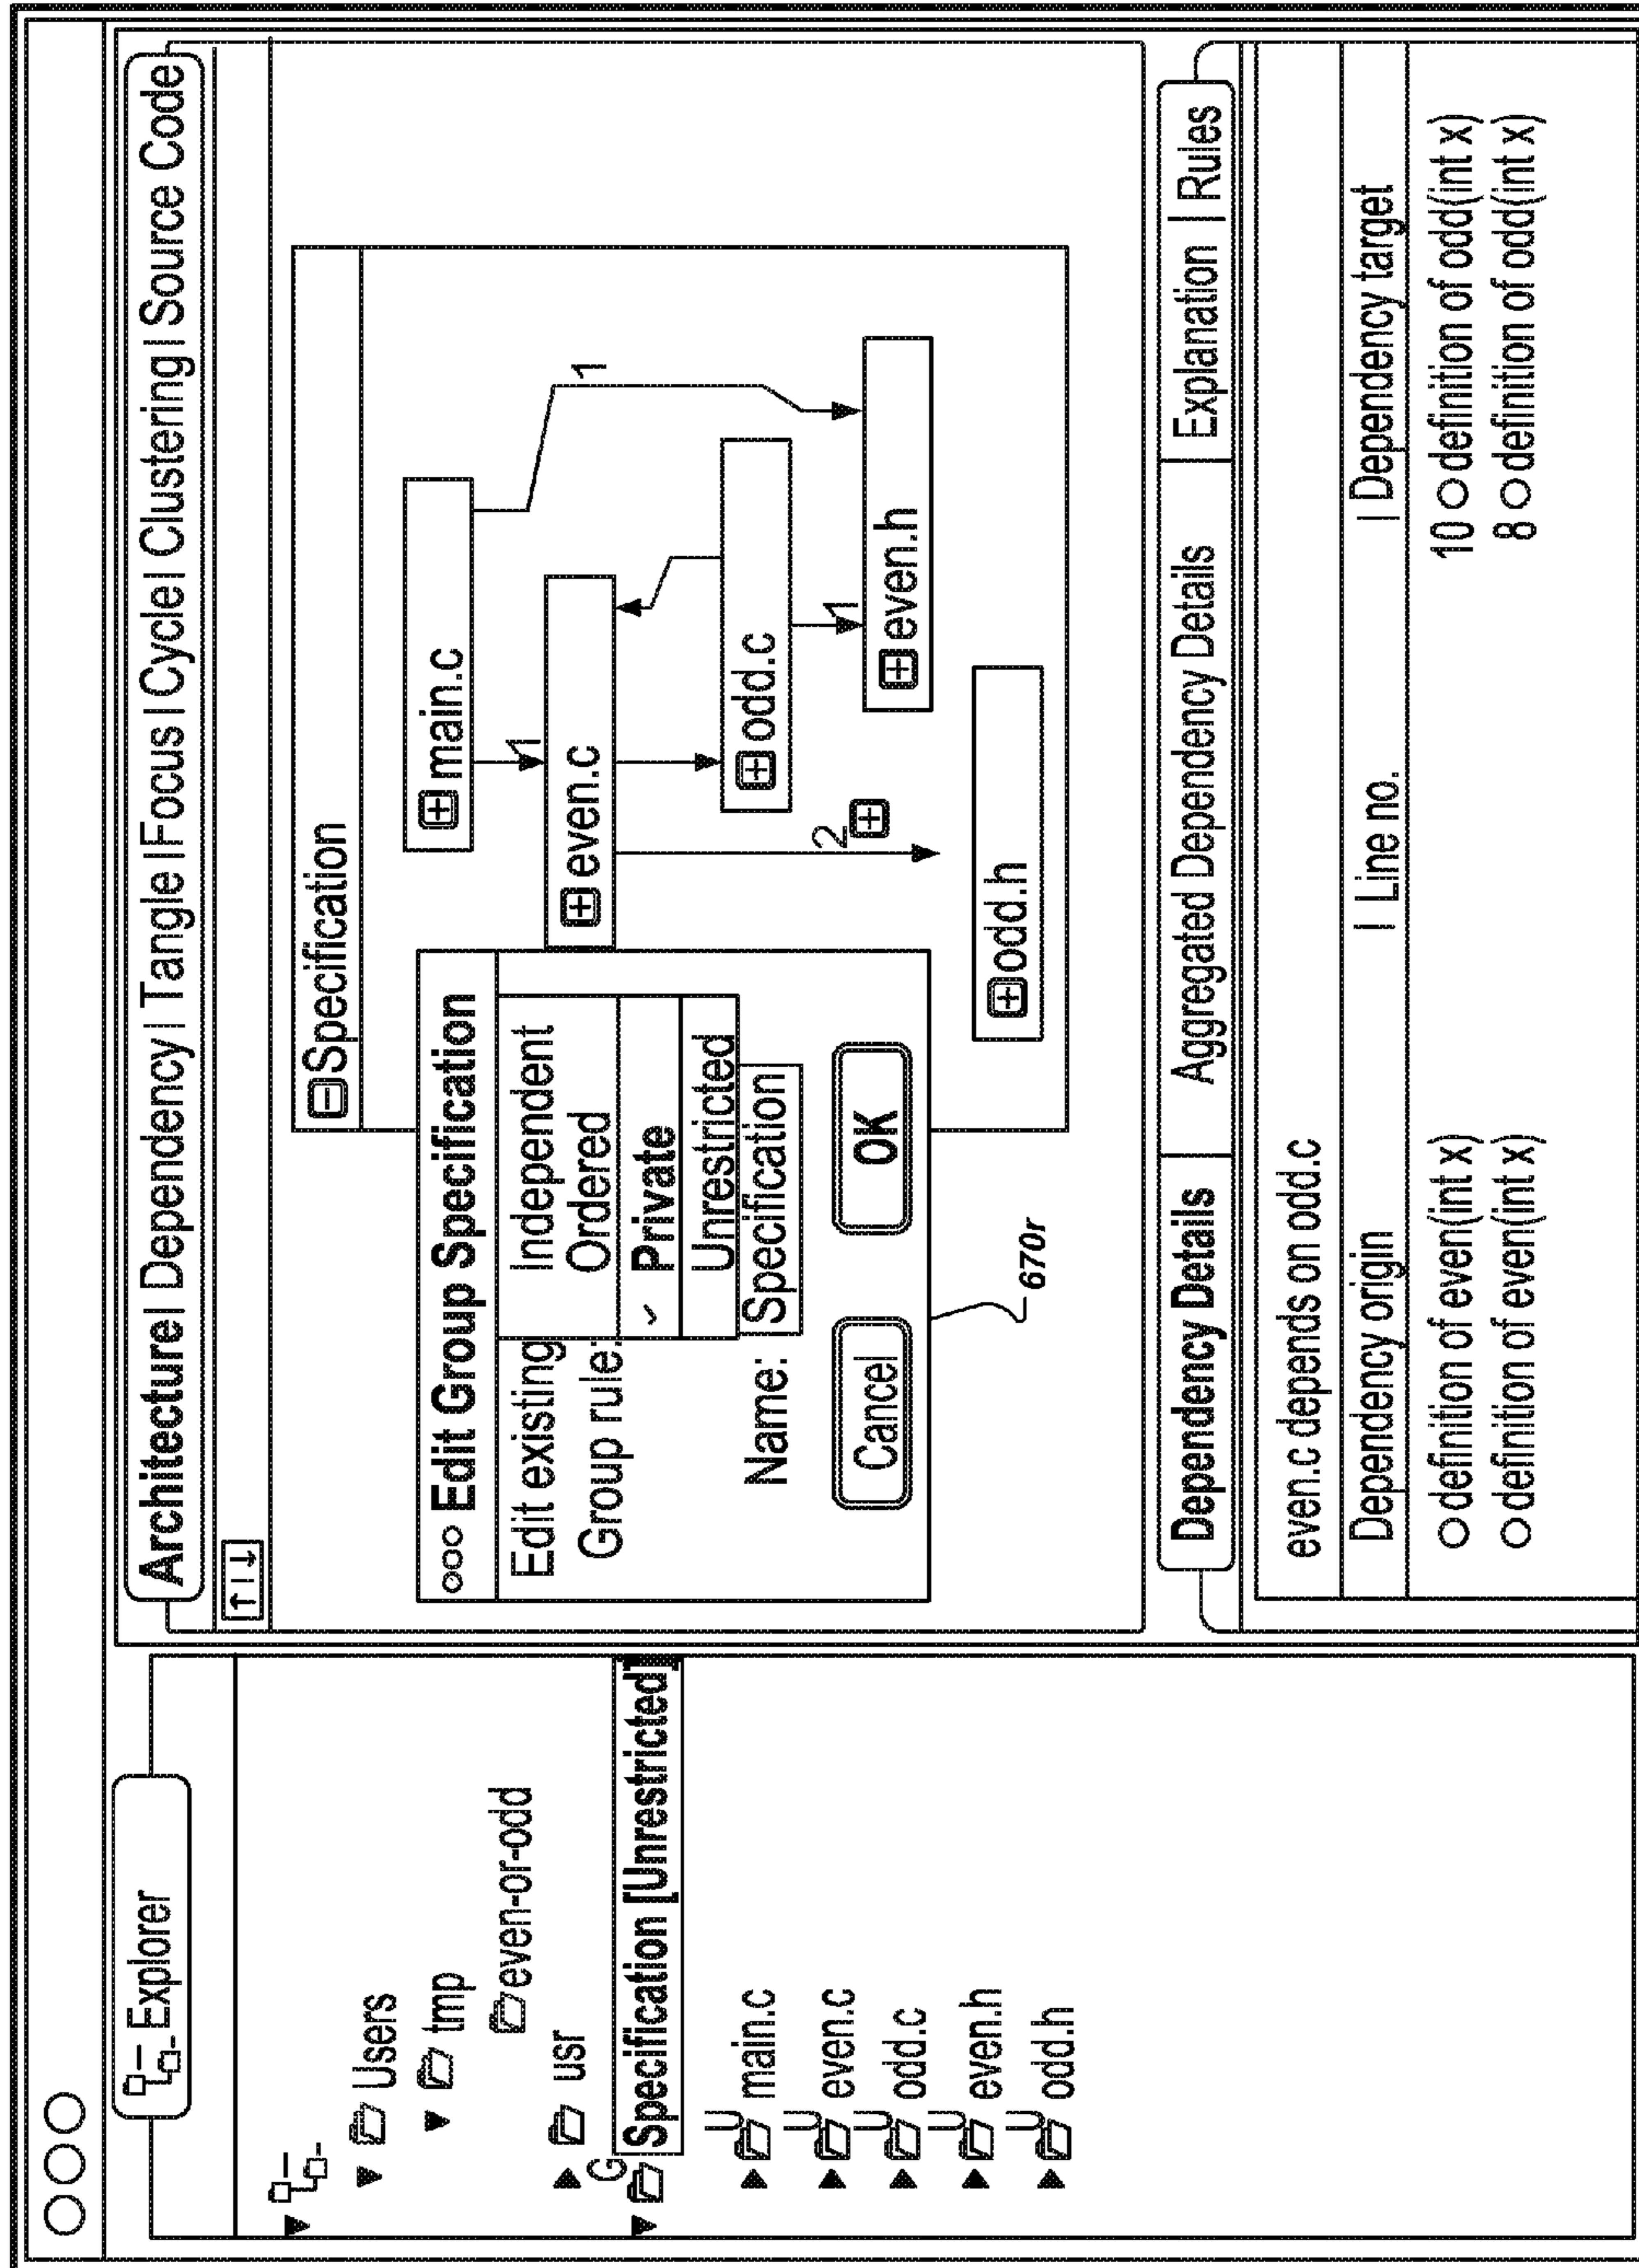 Explorer
Users
tmp
even-or-odd
usr
G
Specification [Unrestricted]
main.c
even.c
odd.c
even.h
odd.h
Architecture| Dependency| Tangle |Focus |Cycle| Clustering| Source Code
↑|↓
Specification
main.c
1
1
even.c
odd.c
2
1
even.h
odd.h
Edit Group Specification
Edit existing
Group rule:
Independent
Ordered
✓ Private
Unrestricted
Name: Specification
Cancel OK
670r
Dependency Details Aggregated Dependency Details Explanation | Rules
even.c depends on odd.c
Dependency origin | Line no. | Dependency target
definition of even(int x) 10 definition of odd(int x)
definition of even(int x) 8 definition of odd(int x)